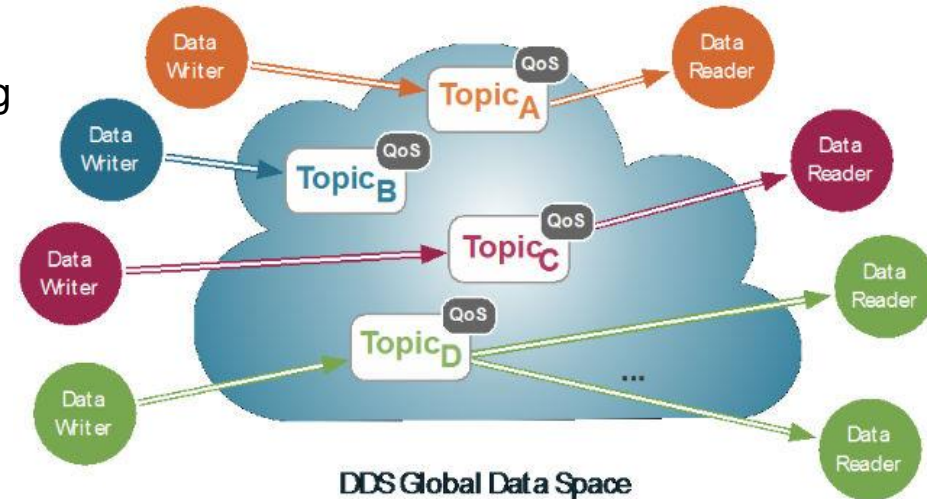 Data
Writer
QoS
Topic A
Data
Reader
g
Data
Writer
QoS
Topic B
Data
Reader
Data
Writer
QoS
Topic C
Data
Reader
QoS
Topic D
...
Data
Writer
Data
Reader
DDS Global Data Space